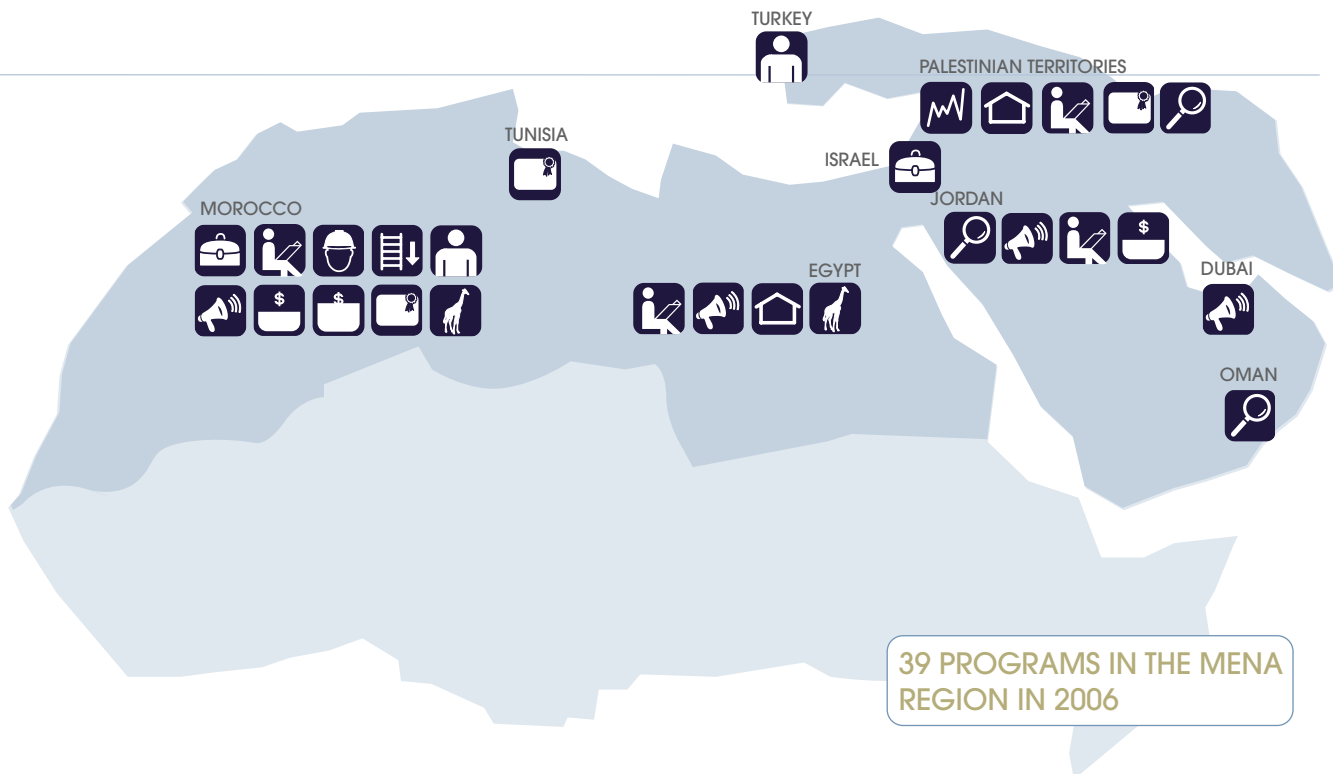 TURKEY
PALESTINIAN TERRITORIES
TUNISIA
ISRAEL
JORDAN
MOROCCO
$
$
$
EGYPT
DUBAI
OMAN
39 PROGRAMS IN THE MENA
REGION IN 2006